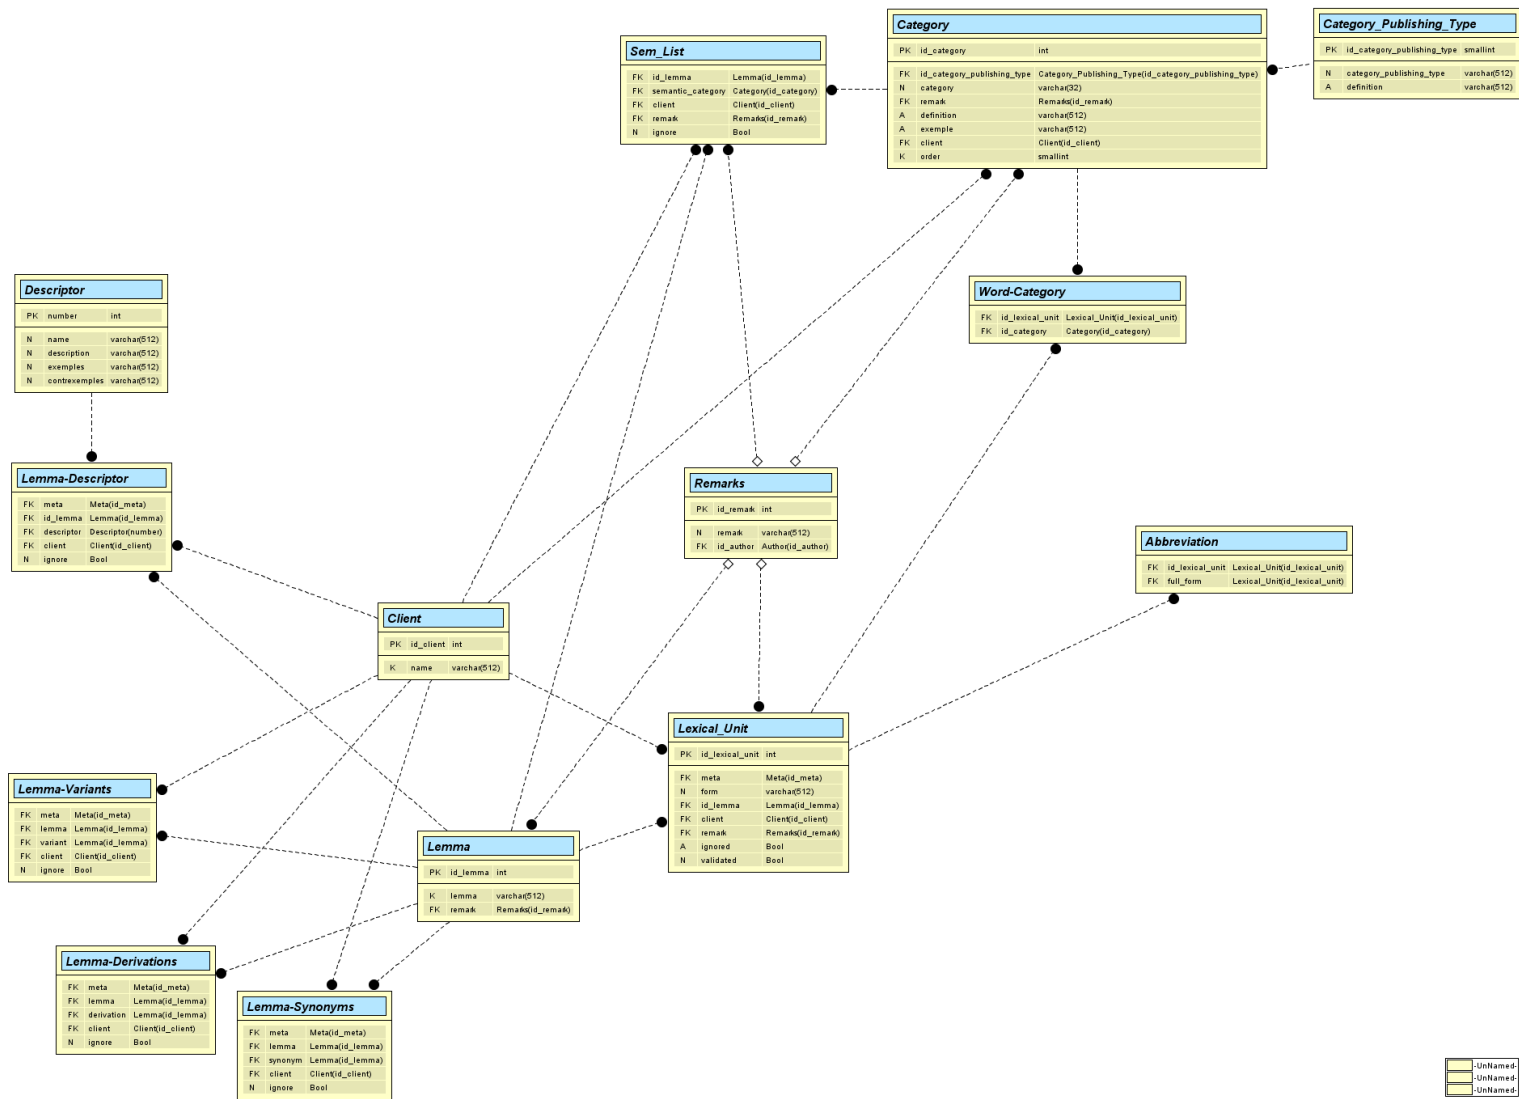 Category
PK id_category int
FK id_category_publishing_type Category_Publishing_Type(id_category_publishing_type)
N category varchar(32)
FK remark Remarks(id_remark)
A definition varchar(512)
A exemple varchar(512)
FK client Client(id_client)
K order smallint
Category_Publishing_Type
PK id_category_publishing_type smallint
N category_publishing_type varchar(512)
A definition varchar(512)
Sem_List
FK id_lemma Lemma(id_lemma)
FK semantic_category Category(id_category)
FK client Client(id_client)
FK remark Remarks(id_remark)
N ignore Bool
Descriptor
PK number int
N name varchar(512)
N description varchar(512)
N exemples varchar(512)
N contrexemples varchar(512)
Word-Category
FK id_lexical_unit Lexical_Unit(id_lexical_unit)
FK id_category Category(id_category)
Lemma-Descriptor
FK meta Meta(id_meta)
FK id_lemma Lemma(id_lemma)
FK descriptor Descriptor(number)
FK client Client(id_client)
N ignore Bool
Remarks
PK id_remark int
N remark varchar(512)
FK id_author Author(id_author)
Abbreviation
FK id_lexical_unit Lexical_Unit(id_lexical_unit)
FK full_form Lexical_Unit(id_lexical_unit)
Client
PK id_client int
K name varchar(512)
Lexical_Unit
PK id_lexical_unit int
FK meta Meta(id_meta)
N form varchar(512)
FK id_lemma Lemma(id_lemma)
FK client Client(id_client)
FK remark Remarks(id_remark)
A ignored Bool
N validated Bool
Lemma-Variants
FK meta Meta(id_meta)
FK lemma Lemma(id_lemma)
FK variant Lemma(id_lemma)
FK client Client(id_client)
N ignore Bool
Lemma
PK id_lemma int
K lemma varchar(512)
FK remark Remarks(id_remark)
Lemma-Derivations
FK meta Meta(id_meta)
FK lemma Lemma(id_lemma)
FK derivation Lemma(id_lemma)
FK client Client(id_client)
N ignore Bool
Lemma-Synonyms
FK meta Meta(id_meta)
FK lemma Lemma(id_lemma)
FK synonym Lemma(id_lemma)
FK client Client(id_client)
N ignore Bool
-UnNamed-
-UnNamed-
-UnNamed-